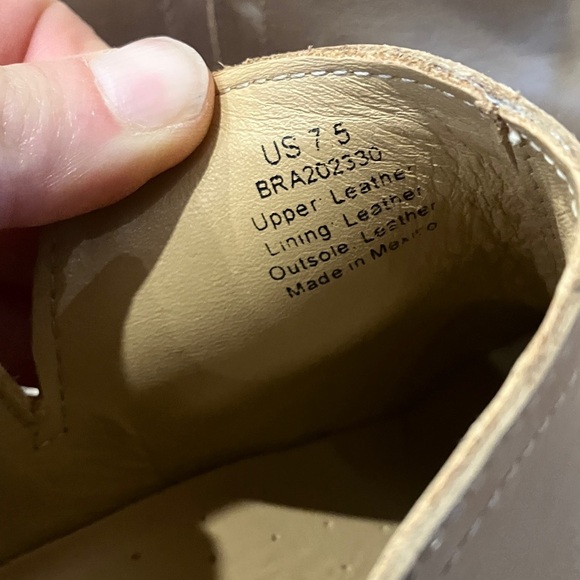 US 7 5
BRA202330
Upper: Leather
Lining: Leather
Outsole: Leather
Made in Mexico